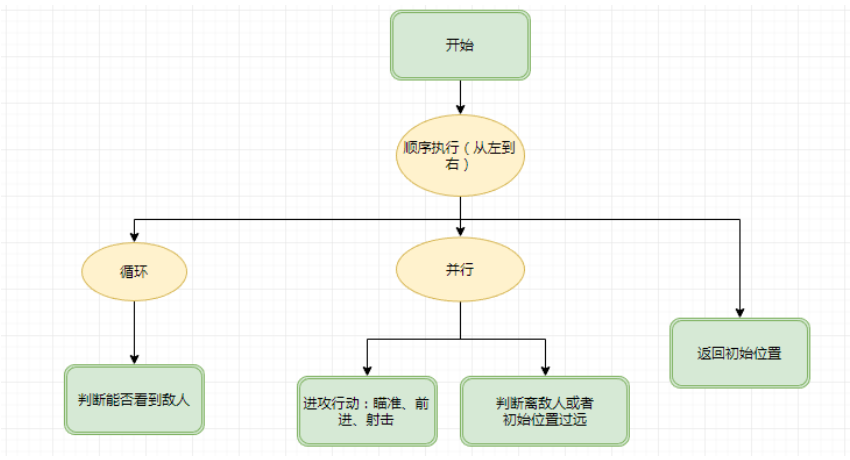 开始
顺序执行（从左到
右）
循环
并行
返回初始位置
判断能否看到敌人
进攻行动：瞄准、前
进、射击
判断离敌人或者
初始位置过远